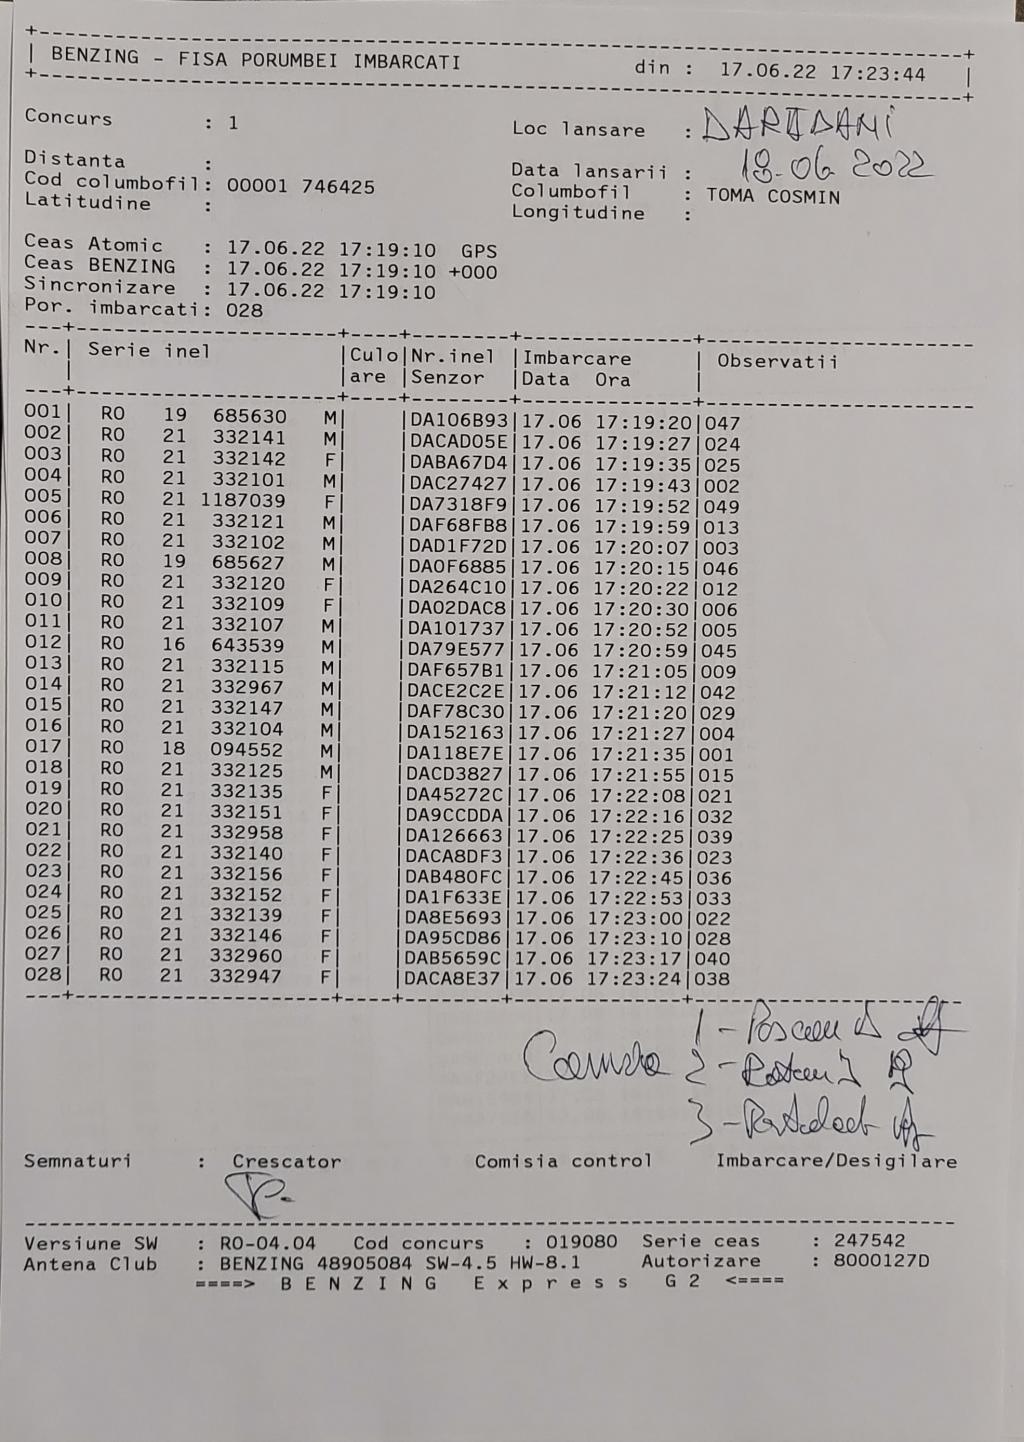 BENZING - FISA PORUMBEI IMBARCATI din : 17.06.22 17:23:44
Concurs : 1
Loc lansare :
Distanta :
Data lansarii : 18-06 2022
Cod columbofil: 00001 746425
Columbofil : TOMA COSMIN
Latitudine :
Longitudine :
Ceas Atomic : 17.06.22 17:19:10 GPS
Ceas BENZING : 17.06.22 17:19:10 +000
Sincronizare : 17.06.22 17:19:10
Por. imbarcati: 028
Nr.| Serie inel |Culo|Nr.inel |Imbarcare | Observatii
| |are |Senzor |Data Ora |
001| RO 19 685630 M| |DA106B93|17.06 17:19:20|047
002| RO 21 332141 M| |DACAD05E|17.06 17:19:27|024
003| RO 21 332142 F| |DABA67D4|17.06 17:19:35|025
004| RO 21 332101 M| |DAC27427|17.06 17:19:43|002
005| RO 21 1187039 F| |DA7318F9|17.06 17:19:52|049
006| RO 21 332121 M| |DAF68FB8|17.06 17:19:59|013
007| RO 21 332102 M| |DAD1F72D|17.06 17:20:07|003
008| RO 19 685627 M| |DA0F6885|17.06 17:20:15|046
009| RO 21 332120 F| |DA264C10|17.06 17:20:22|012
010| RO 21 332109 F| |DA02DAC8|17.06 17:20:30|006
011| RO 21 332107 M| |DA101737|17.06 17:20:52|005
012| RO 16 643539 M| |DA79E577|17.06 17:20:59|045
013| RO 21 332115 M| |DAF657B1|17.06 17:21:05|009
014| RO 21 332967 M| |DACE2C2E|17.06 17:21:12|042
015| RO 21 332147 M| |DAF78C30|17.06 17:21:20|029
016| RO 21 332104 M| |DA152163|17.06 17:21:27|004
017| RO 18 094552 M| |DA118E7E|17.06 17:21:35|001
018| RO 21 332125 M| |DACD3827|17.06 17:21:55|015
019| RO 21 332135 F| |DA45272C|17.06 17:22:08|021
020| RO 21 332151 F| |DA9CCDDA|17.06 17:22:16|032
021| RO 21 332958 F| |DA126663|17.06 17:22:25|039
022| RO 21 332140 F| |DACA8DF3|17.06 17:22:36|023
023| RO 21 332156 F| |DAB480FC|17.06 17:22:45|036
024| RO 21 332152 F| |DA1F633E|17.06 17:22:53|033
025| RO 21 332139 F| |DA8E5693|17.06 17:23:00|022
026| RO 21 332146 F| |DA95CD86|17.06 17:23:10|028
027| RO 21 332960 F| |DAB5659C|17.06 17:23:17|040
028| RO 21 332947 F| |DACA8E37|17.06 17:23:24|038
1 -
2 -
3 -
Semnaturi : Crescator Comisia control Imbarcare/Desigilare
Versiune SW : RO-04.04 Cod concurs : 019080 Serie ceas : 247542
Antena Club : BENZING 48905084 SW-4.5 HW-8.1 Autorizare : 8000127D
====> B E N Z I N G E x p r e s s G 2 <====